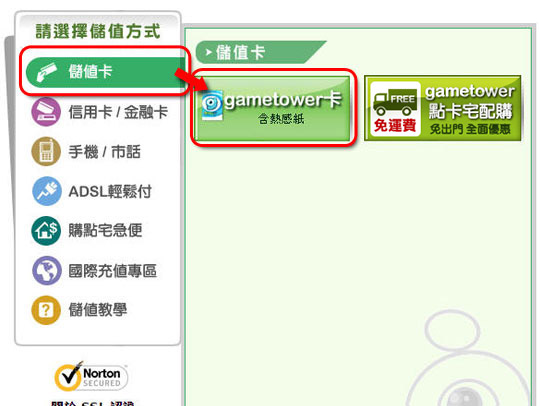 請選擇儲值方式
儲值卡
信用卡 / 金融卡
手機 / 市話
ADSL輕鬆付
購點宅急便
國際充值專區
儲值教學
Norton
SECURED
關於 SSL 認證
儲值卡
gametower卡
含熱感紙
FREE
免運費
gametower
點卡宅配購
免出門 全面優惠